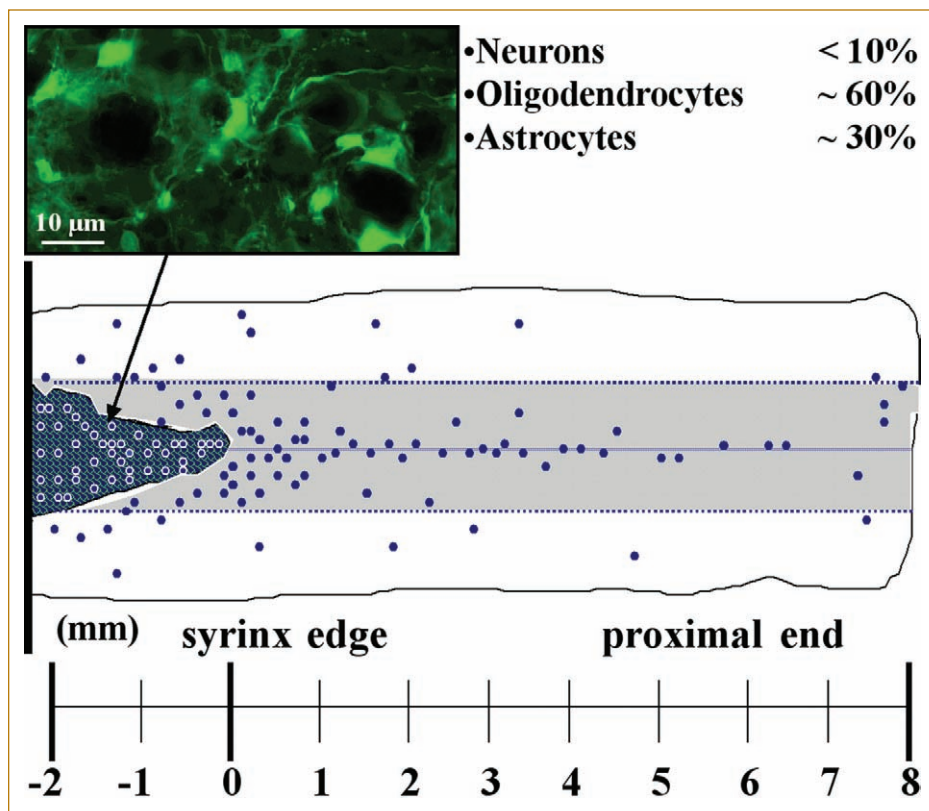 •Neurons < 10%
•Oligodendrocytes ~ 60%
•Astrocytes ~ 30%
10 µm
(mm) syrinx edge proximal end
-2 -1 0 1 2 3 4 5 6 7 8